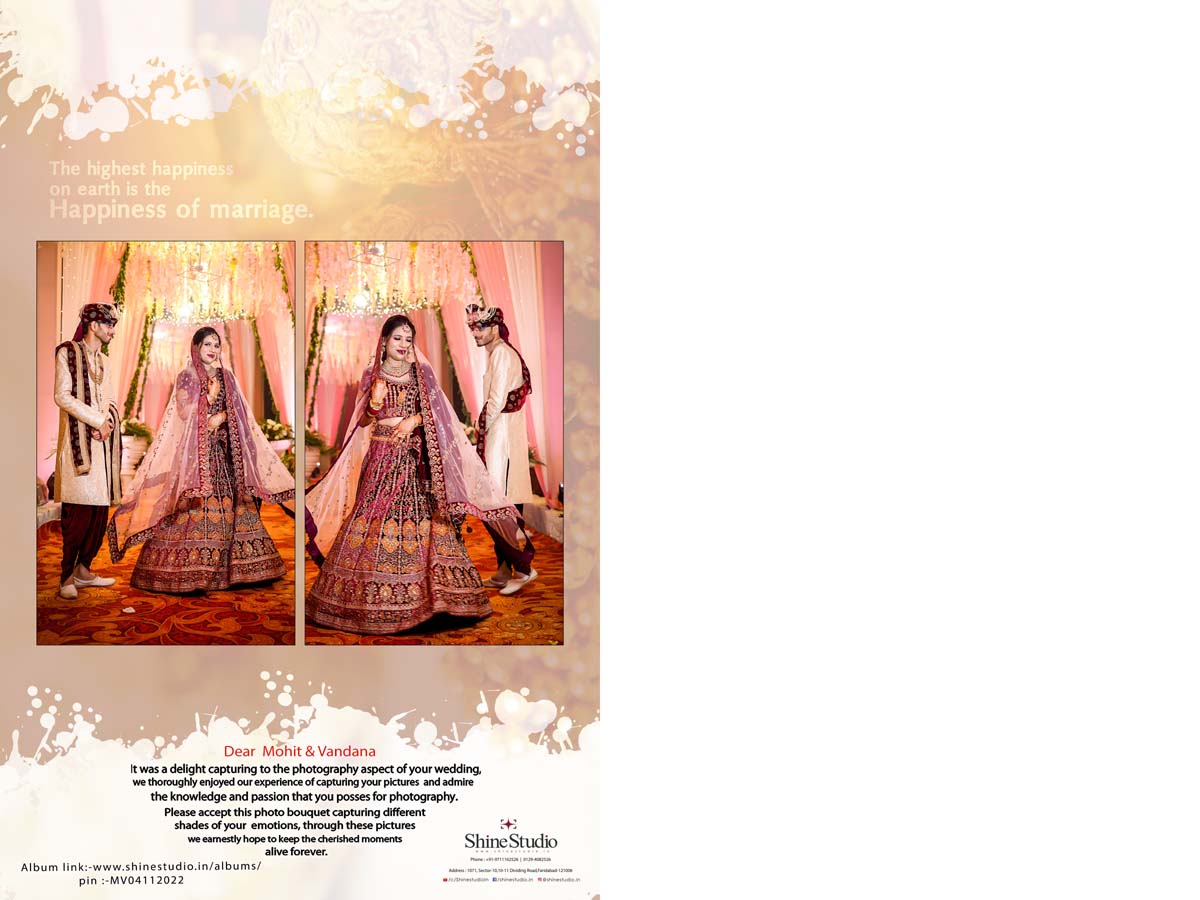 The highest happiness
on earth is the
Happiness of marriage.
Dear Mohit & Vandana
It was a delight capturing to the photography aspect of your wedding,
we thoroughly enjoyed our experience of capturing your pictures and admire
the knowledge and passion that you posses for photography.
Please accept this photo bouquet capturing different
shades of your emotions, through these pictures
we earnestly hope to keep the cherished moments
alive forever.
Album link:-www.shinestudio.in/albums/
pin :-MV04112022
Shine Studio
www.shinestudio.in
Phone : +91-9711162526 | 0129-4082526
Address : 1071, Sector-10,10-11 Dividing Road,Faridabad-121006
/c/Shinestudioin /shinestudio.in @shinestudio.in